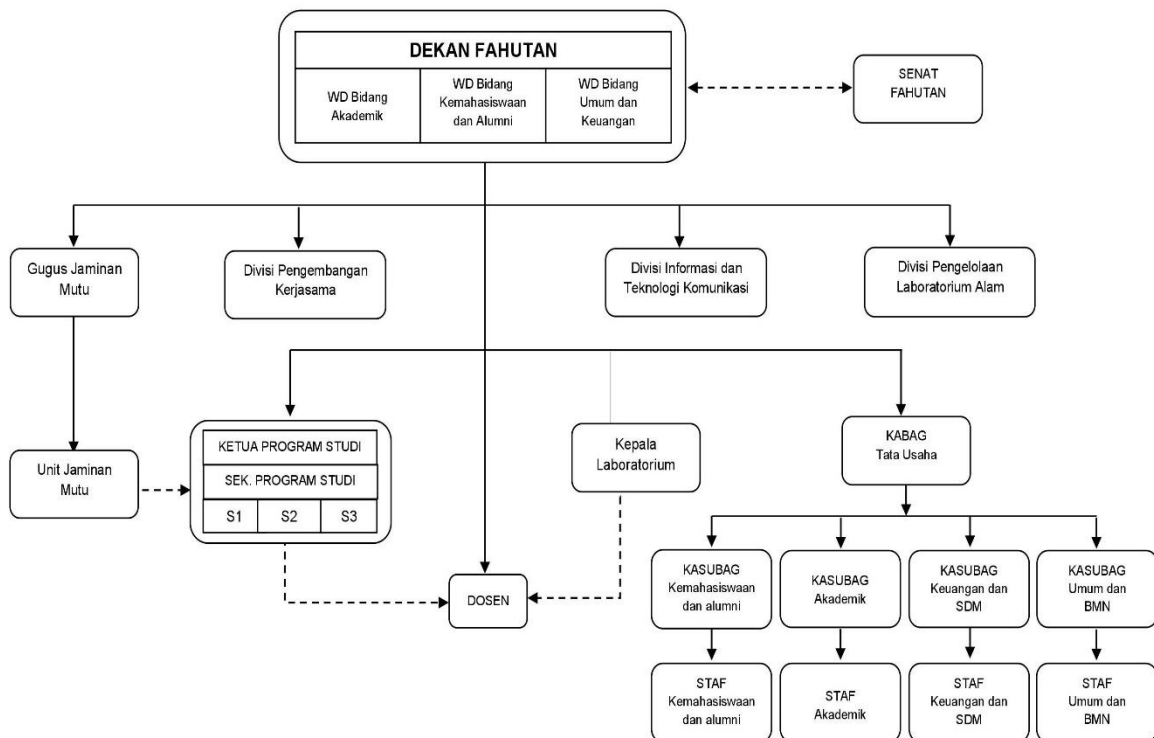 DEKAN FAHUTAN
WD Bidang
Akademik
WD Bidang
Kemahasiswaan
dan Alumni
WD Bidang
Umum dan
Keuangan
SENAT
FAHUTAN
Gugus Jaminan
Mutu
Divisi Pengembangan
Kerjasama
Divisi Informasi dan
Teknologi Komunikasi
Divisi Pengelolaan
Laboratorium Alam
Unit Jaminan
Mutu
KETUA PROGRAM STUDI
SEK. PROGRAM STUDI
S1
S2
S3
Kepala
Laboratorium
KABAG
Tata Usaha
DOSEN
KASUBAG
Kemahasiswaan
dan alumni
KASUBAG
Akademik
KASUBAG
Keuangan dan
SDM
KASUBAG
Umum dan
BMN
STAF
Kemahasiswaan
dan alumni
STAF
Akademik
STAF
Keuangan dan
SDM
STAF
Umum dan
BMN